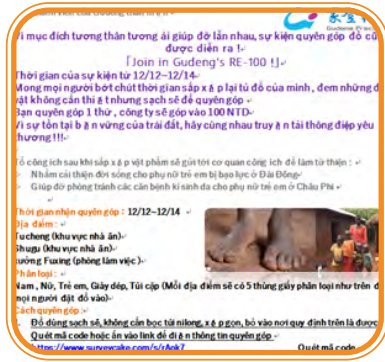 Vì mục đích tương thân tương ái giúp đỡ lẫn nhau, sự kiện quyên góp đồ cũ
được diễn ra !
「Join in Gudeng's RE-100 !」
Thời gian của sự kiện từ 12/12~12/14
Mong mọi người bớt chút thời gian sắp xếp lại tủ đồ của mình, đem những đồ
vật không cần thiết nhưng sạch sẽ để quyên góp
Bạn quyên góp 1 thứ, công ty sẽ góp vào 100 NTD
Vì sự tồn tại bền vững của trái đất, hãy cùng nhau truyền tải thông điệp yêu
thương !!!
Tổ công ích sau khi sắp xếp vật phẩm sẽ gửi tới cơ quan công ích để làm từ thiện :
Nhằm cải thiện đời sống cho phụ nữ trẻ em bị bạo lực ở Đài Đông
Giúp đỡ phòng tránh các căn bệnh kí sinh da cho phụ nữ trẻ em ở Châu Phi
Thời gian nhận quyên góp : 12/12~12/14
Địa điểm :
Tucheng (khu vực nhà ăn)
Shugu (khu vực nhà ăn)
xưởng Fuxing (phòng làm việc)
Phân loại :
Nam, Nữ, Trẻ em, Giày dép, Túi cặp (Mỗi địa điểm sẽ có 5 thùng giấy phân loại như trên để
mọi người đặt đồ vào)
Cách quyên góp :
Đồ dùng sạch sẽ, không cần bọc túi nilong, xếp gọn, bỏ vào nơi quy định trên là được
Quét mã code hoặc ấn vào link để điền thông tin quyên góp
https://www.surveycake.com/s/rAok7
Quét mã code